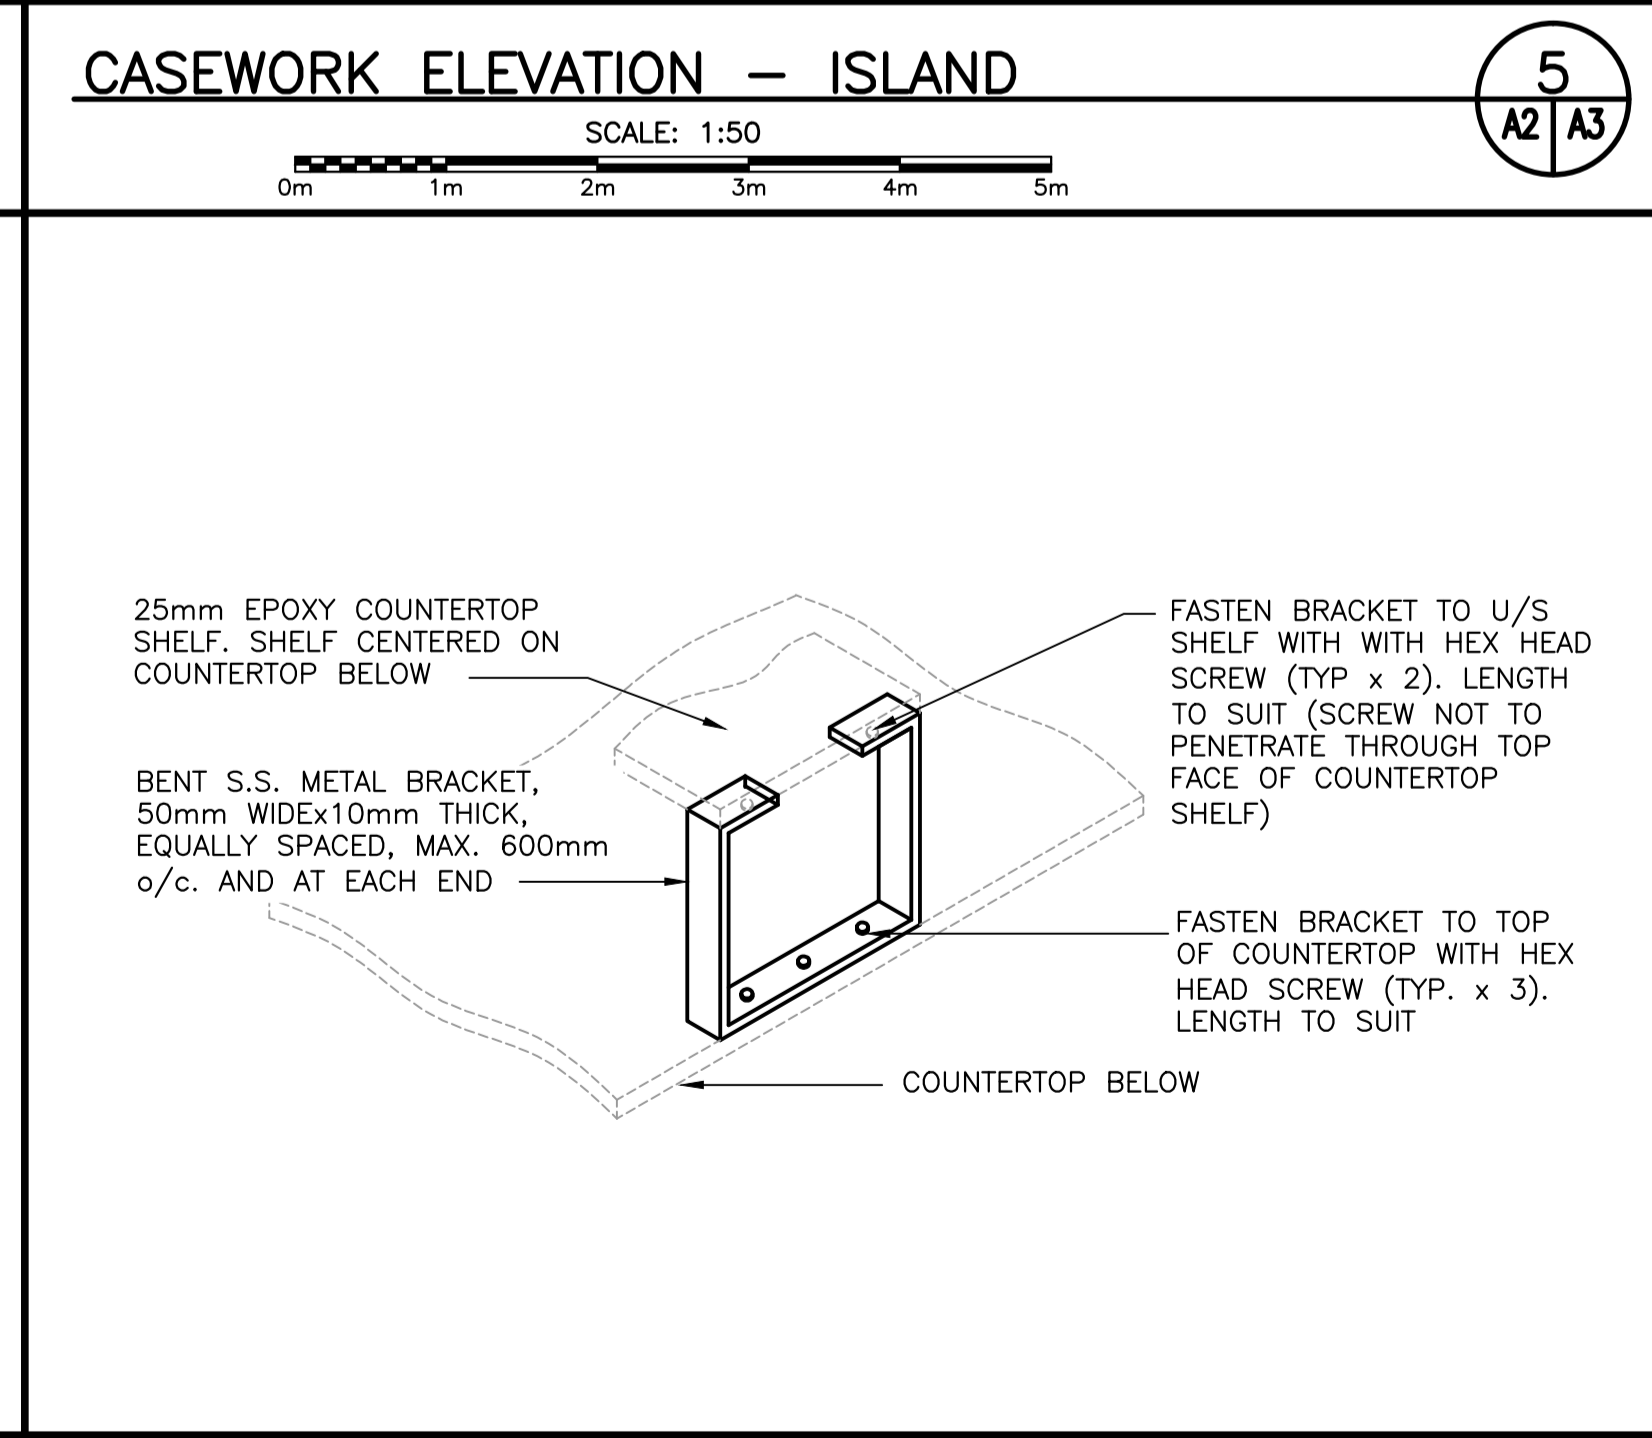 CASEWORK ELEVATION – ISLAND
5
A2 A3
SCALE: 1:50
0m 1m 2m 3m 4m 5m
25mm EPOXY COUNTERTOP
SHELF. SHELF CENTERED ON
COUNTERTOP BELOW
BENT S.S. METAL BRACKET,
50mm WIDEx10mm THICK,
EQUALLY SPACED, MAX. 600mm
o/c. AND AT EACH END
FASTEN BRACKET TO U/S
SHELF WITH WITH HEX HEAD
SCREW (TYP x 2). LENGTH
TO SUIT (SCREW NOT TO
PENETRATE THROUGH TOP
FACE OF COUNTERTOP
SHELF)
FASTEN BRACKET TO TOP
OF COUNTERTOP WITH HEX
HEAD SCREW (TYP. x 3).
LENGTH TO SUIT
COUNTERTOP BELOW